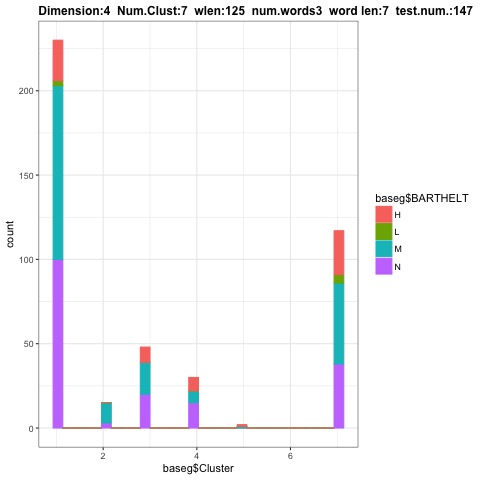 Dimension:4  Num.Clust:7  wlen:125  num.words3  word len:7  test.num.:147
200
150
100
50
0
count
2
4
6
baseg$Cluster
baseg$BARTHELT
H
L
M
N